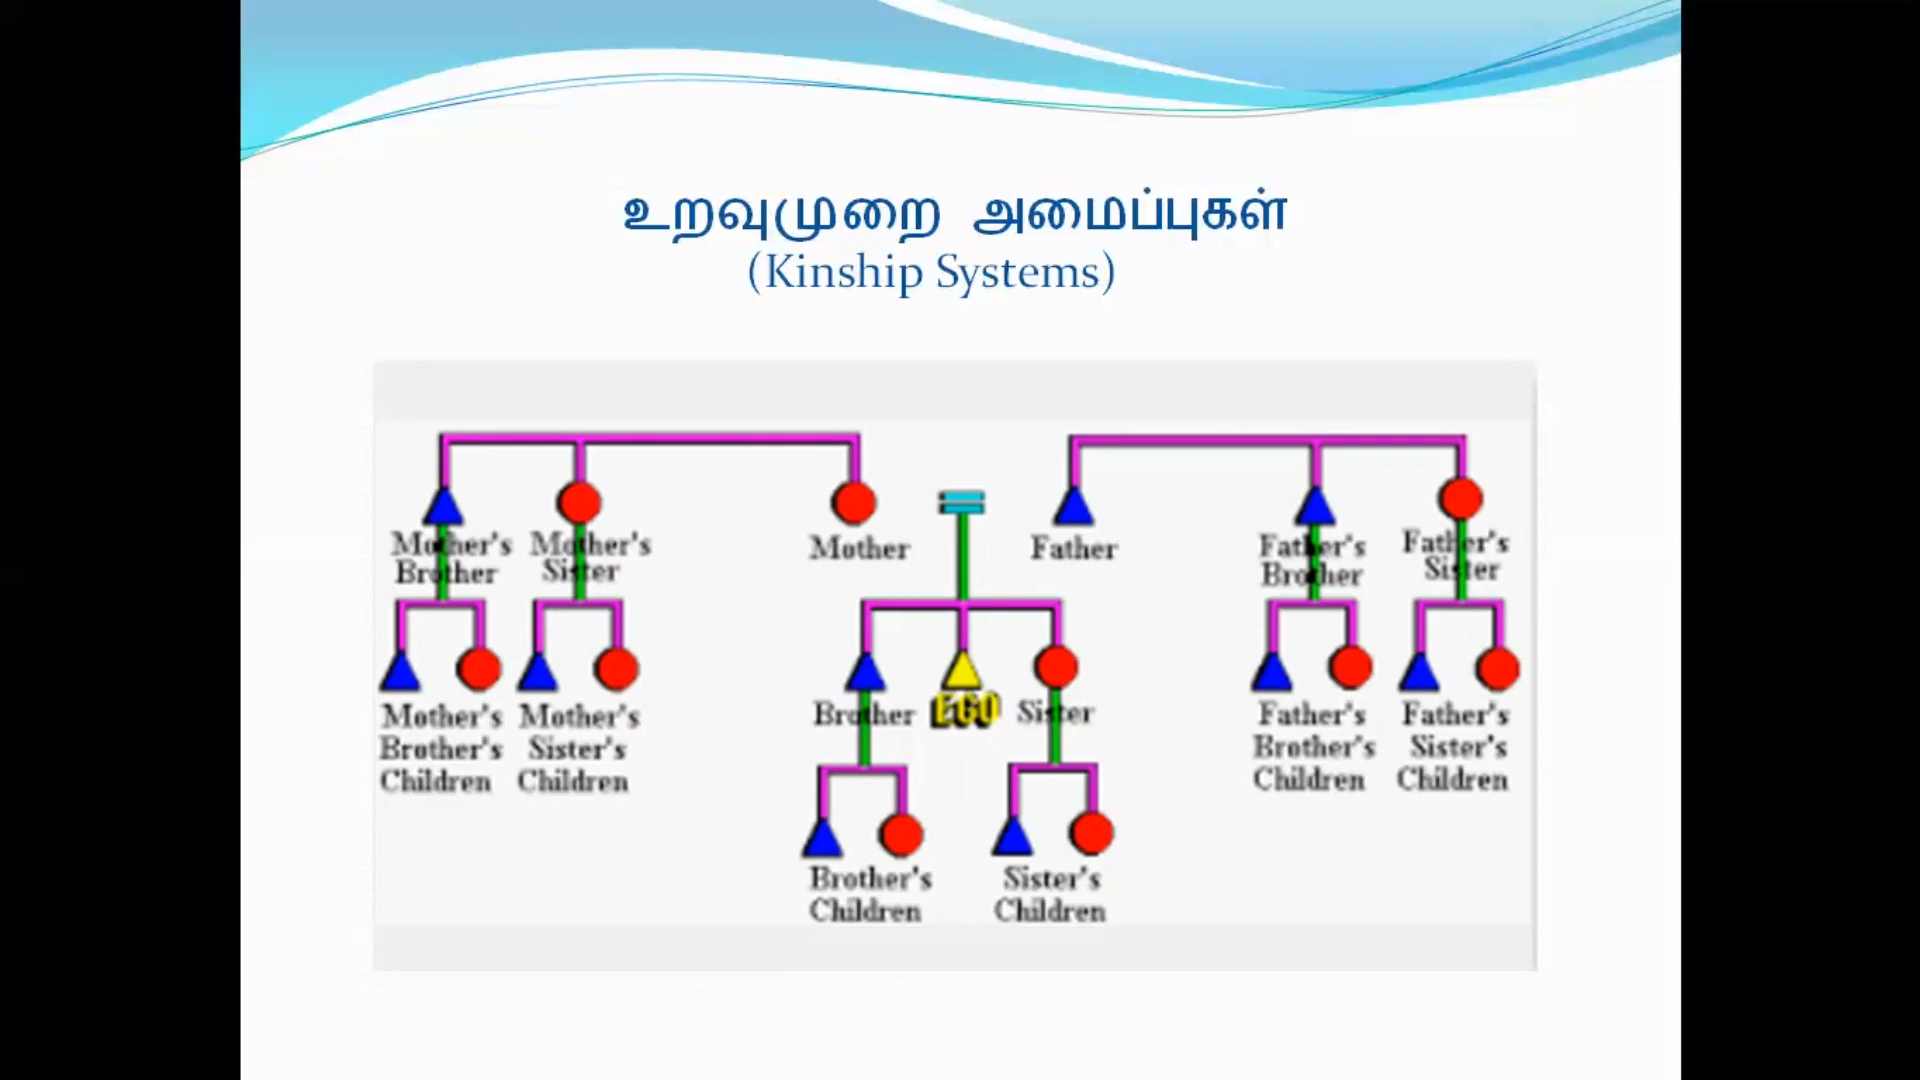 உறவுமுறை அமைப்புகள்
(Kinship Systems)
Mother's
Brother
Mother's
Sister
Mother
Father
Father's
Brother
Father's
Sister
Mother's
Brother's
Children
Mother's
Sister's
Children
Brother
EGO
Sister
Father's
Brother's
Children
Father's
Sister's
Children
Brother's
Children
Sister's
Children